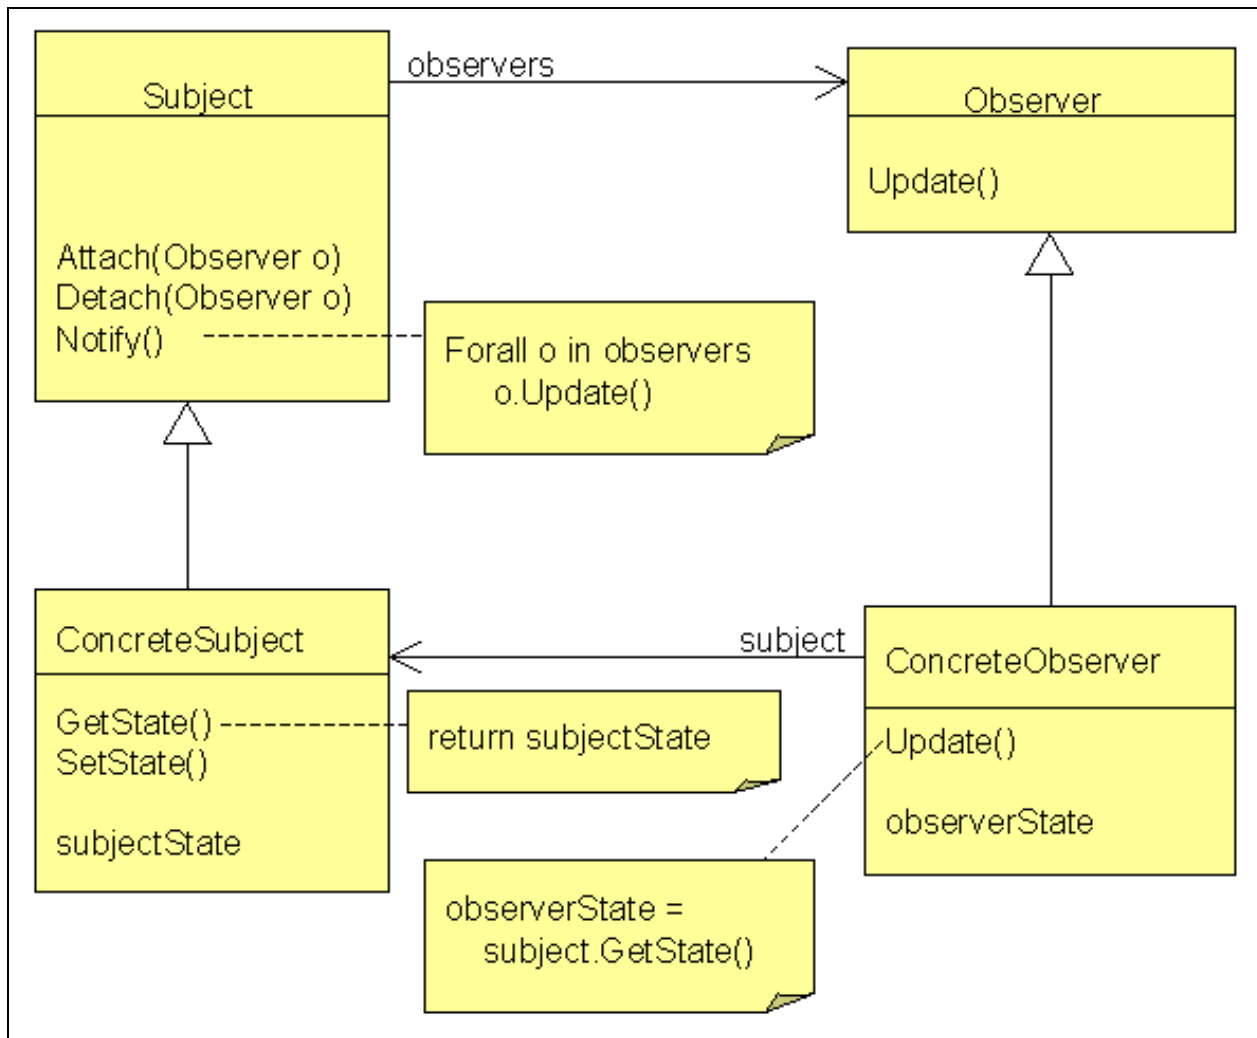 Subject
Attach(Observer o)
Detach(Observer o)
Notify()
observers
Observer
Update()
Forall o in observers
o.Update()
ConcreteSubject
GetState()
SetState()
subjectState
return subjectState
subject
ConcreteObserver
Update()
observerState
observerState =
subject.GetState()